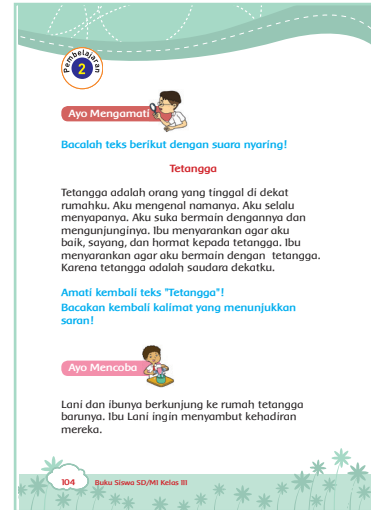 Pembelajaran
2
Ayo Mengamati
Bacalah teks berikut dengan suara nyaring!
Tetangga
Tetangga adalah orang yang tinggal di dekat
rumahku. Aku mengenal namanya. Aku selalu
menyapanya. Aku suka bermain dengannya dan
mengunjunginya. Ibu menyarankan agar aku
baik, sayang, dan hormat kepada tetangga. Ibu
menyarankan agar aku bermain dengan tetangga.
Karena tetangga adalah saudara dekatku.
Amati kembali teks "Tetangga"!
Bacakan kembali kalimat yang menunjukkan
saran!
Ayo Mencoba
Lani dan ibunya berkunjung ke rumah tetangga
barunya. Ibu Lani ingin menyambut kehadiran
mereka.
104 Buku Siswa SD/MI Kelas III